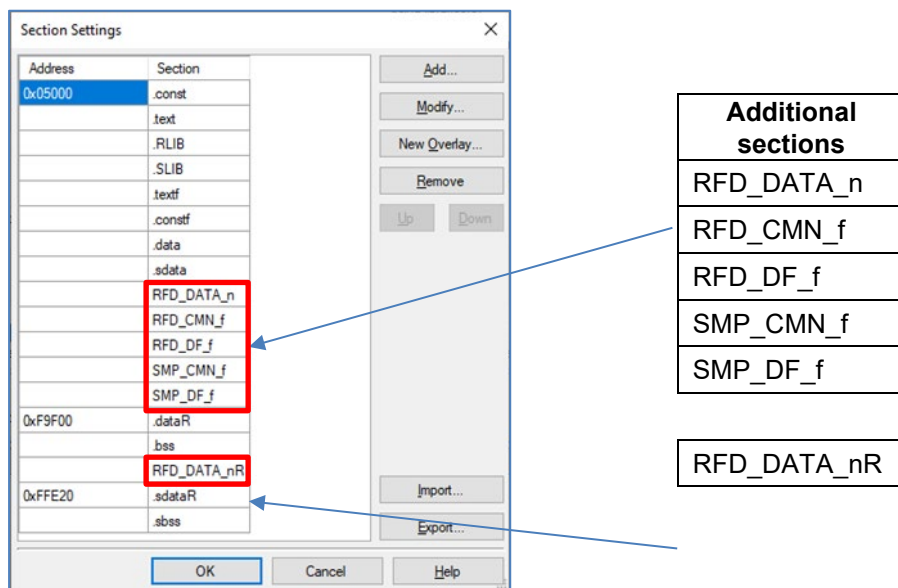 Section Settings
Address Section
0x05000 .const
.text
.RLIB
.SLIB
.textf
.constf
.data
.sdata
RFD_DATA_n
RFD_CMN_f
RFD_DF_f
SMP_CMN_f
SMP_DF_f
0xF9F00 .dataR
.bss
RFD_DATA_nR
0xFFE20 .sdataR
.sbss
Add...
Modify...
New Overlay...
Remove
Up Down
Import...
Export...
OK Cancel Help
Additional
sections
RFD_DATA_n
RFD_CMN_f
RFD_DF_f
SMP_CMN_f
SMP_DF_f
RFD_DATA_nR